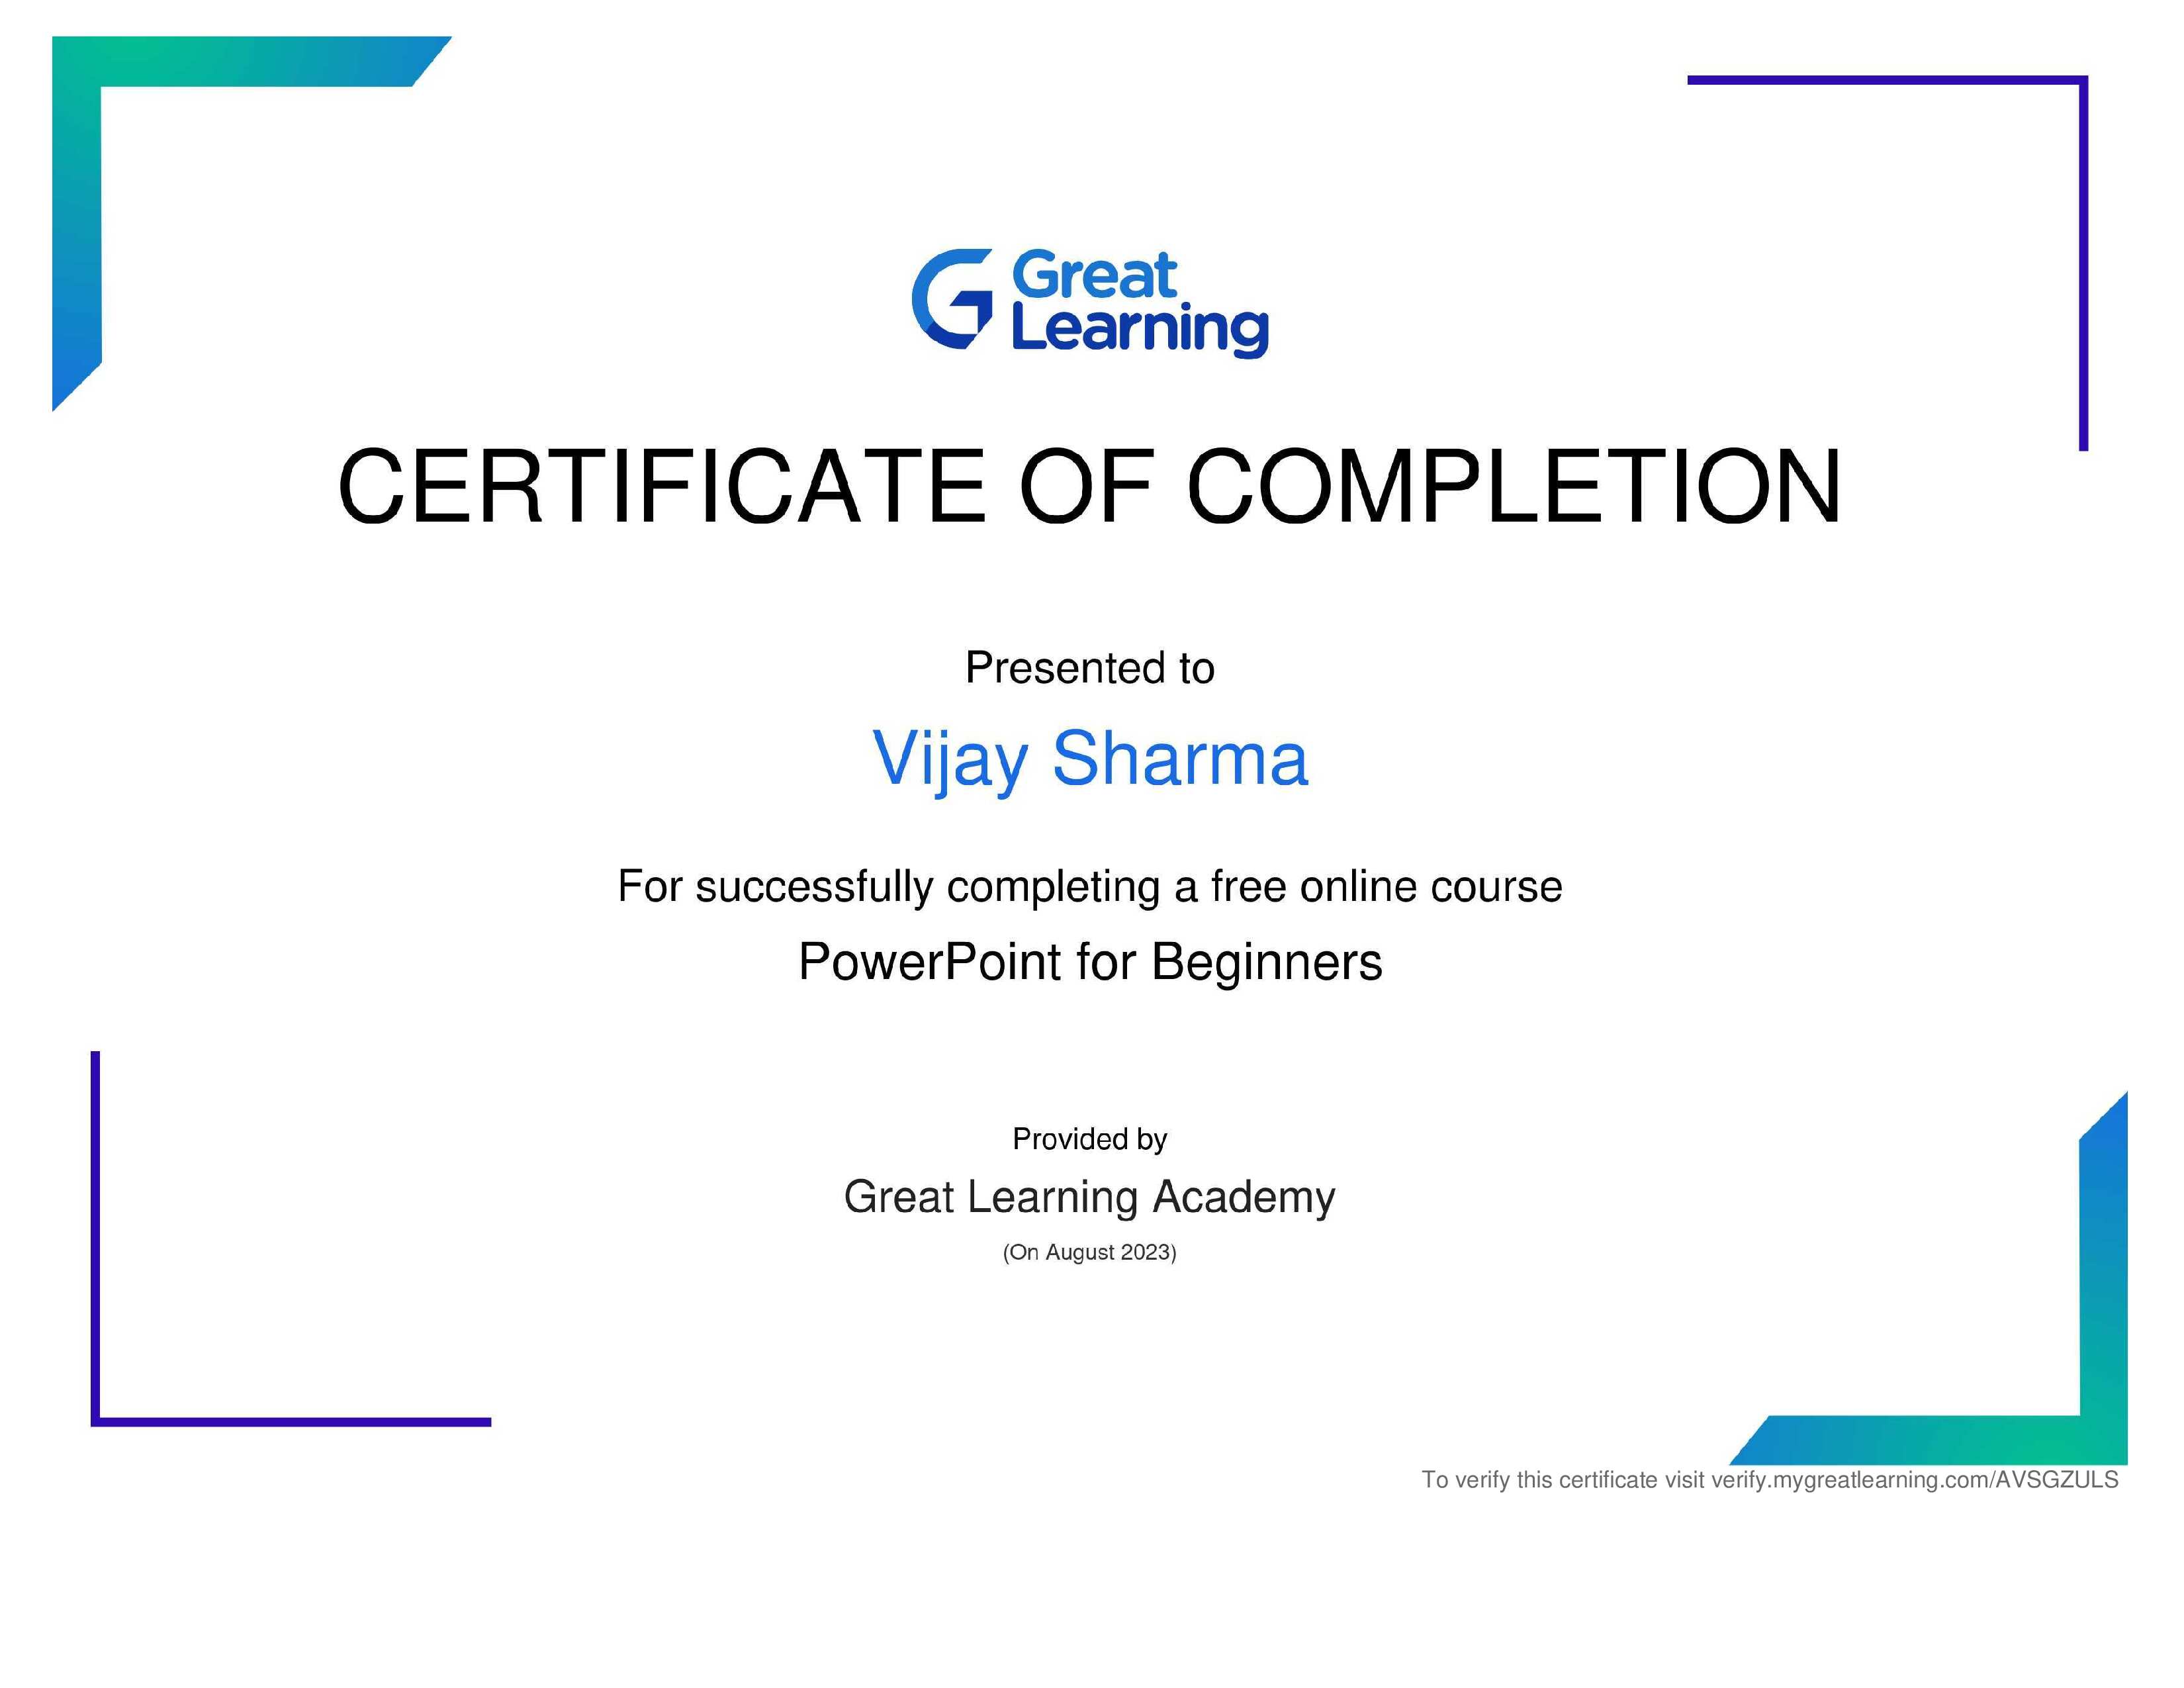 Great
Learning
CERTIFICATE OF COMPLETION
Presented to
Vijay Sharma
For successfully completing a free online course
PowerPoint for Beginners
Provided by
Great Learning Academy
(On August 2023)
To verify this certificate visit verify.mygreatlearning.com/AVSGZULS